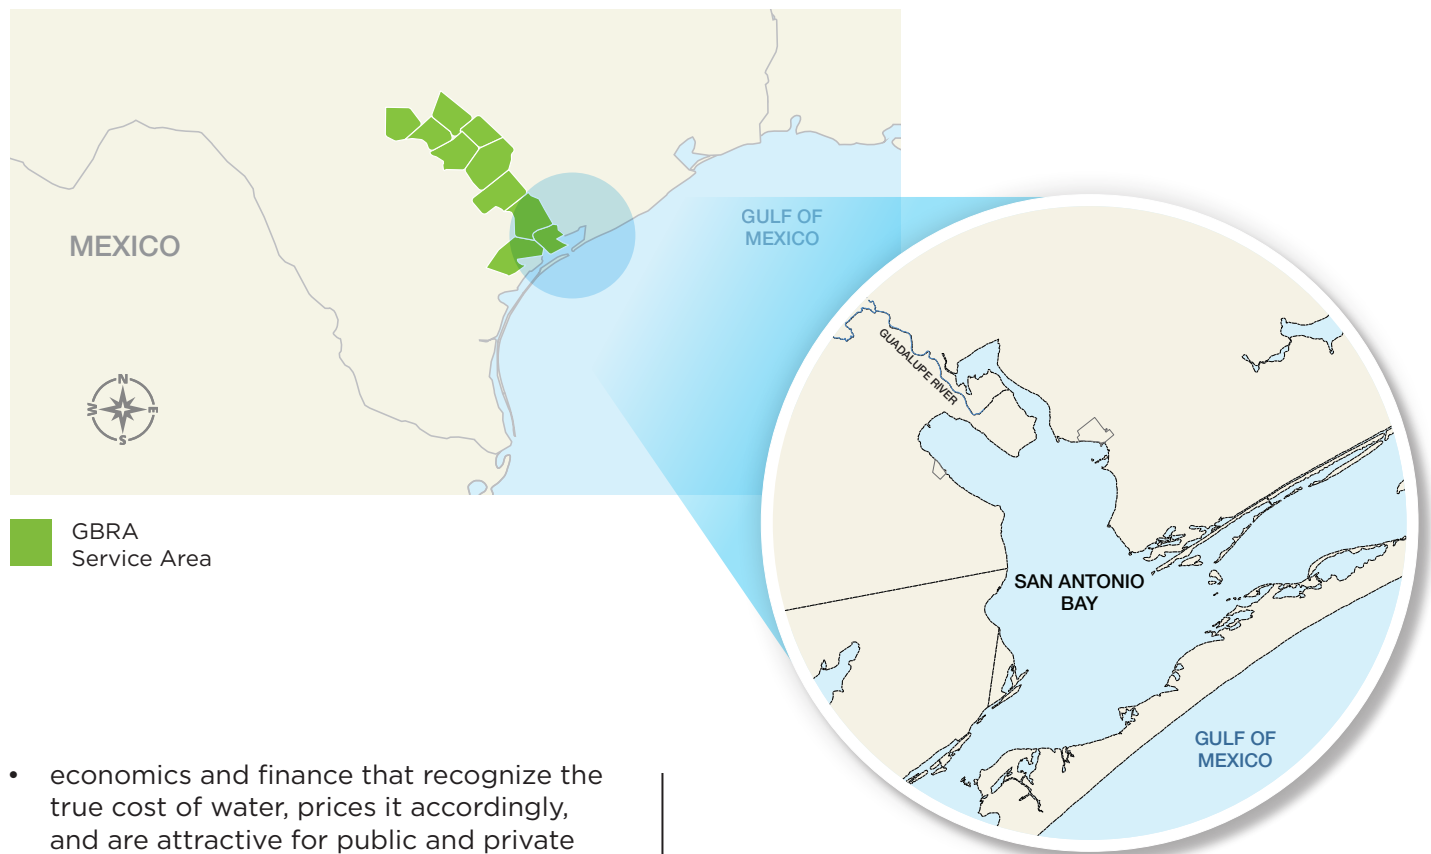 MEXICO
GULF OF
MEXICO
N
W
E
S
GBRA
Service Area
GUADALUPE RIVER
SAN ANTONIO
BAY
GULF OF
MEXICO
• economics and finance that recognize the
true cost of water, prices it accordingly,
and are attractive for public and private